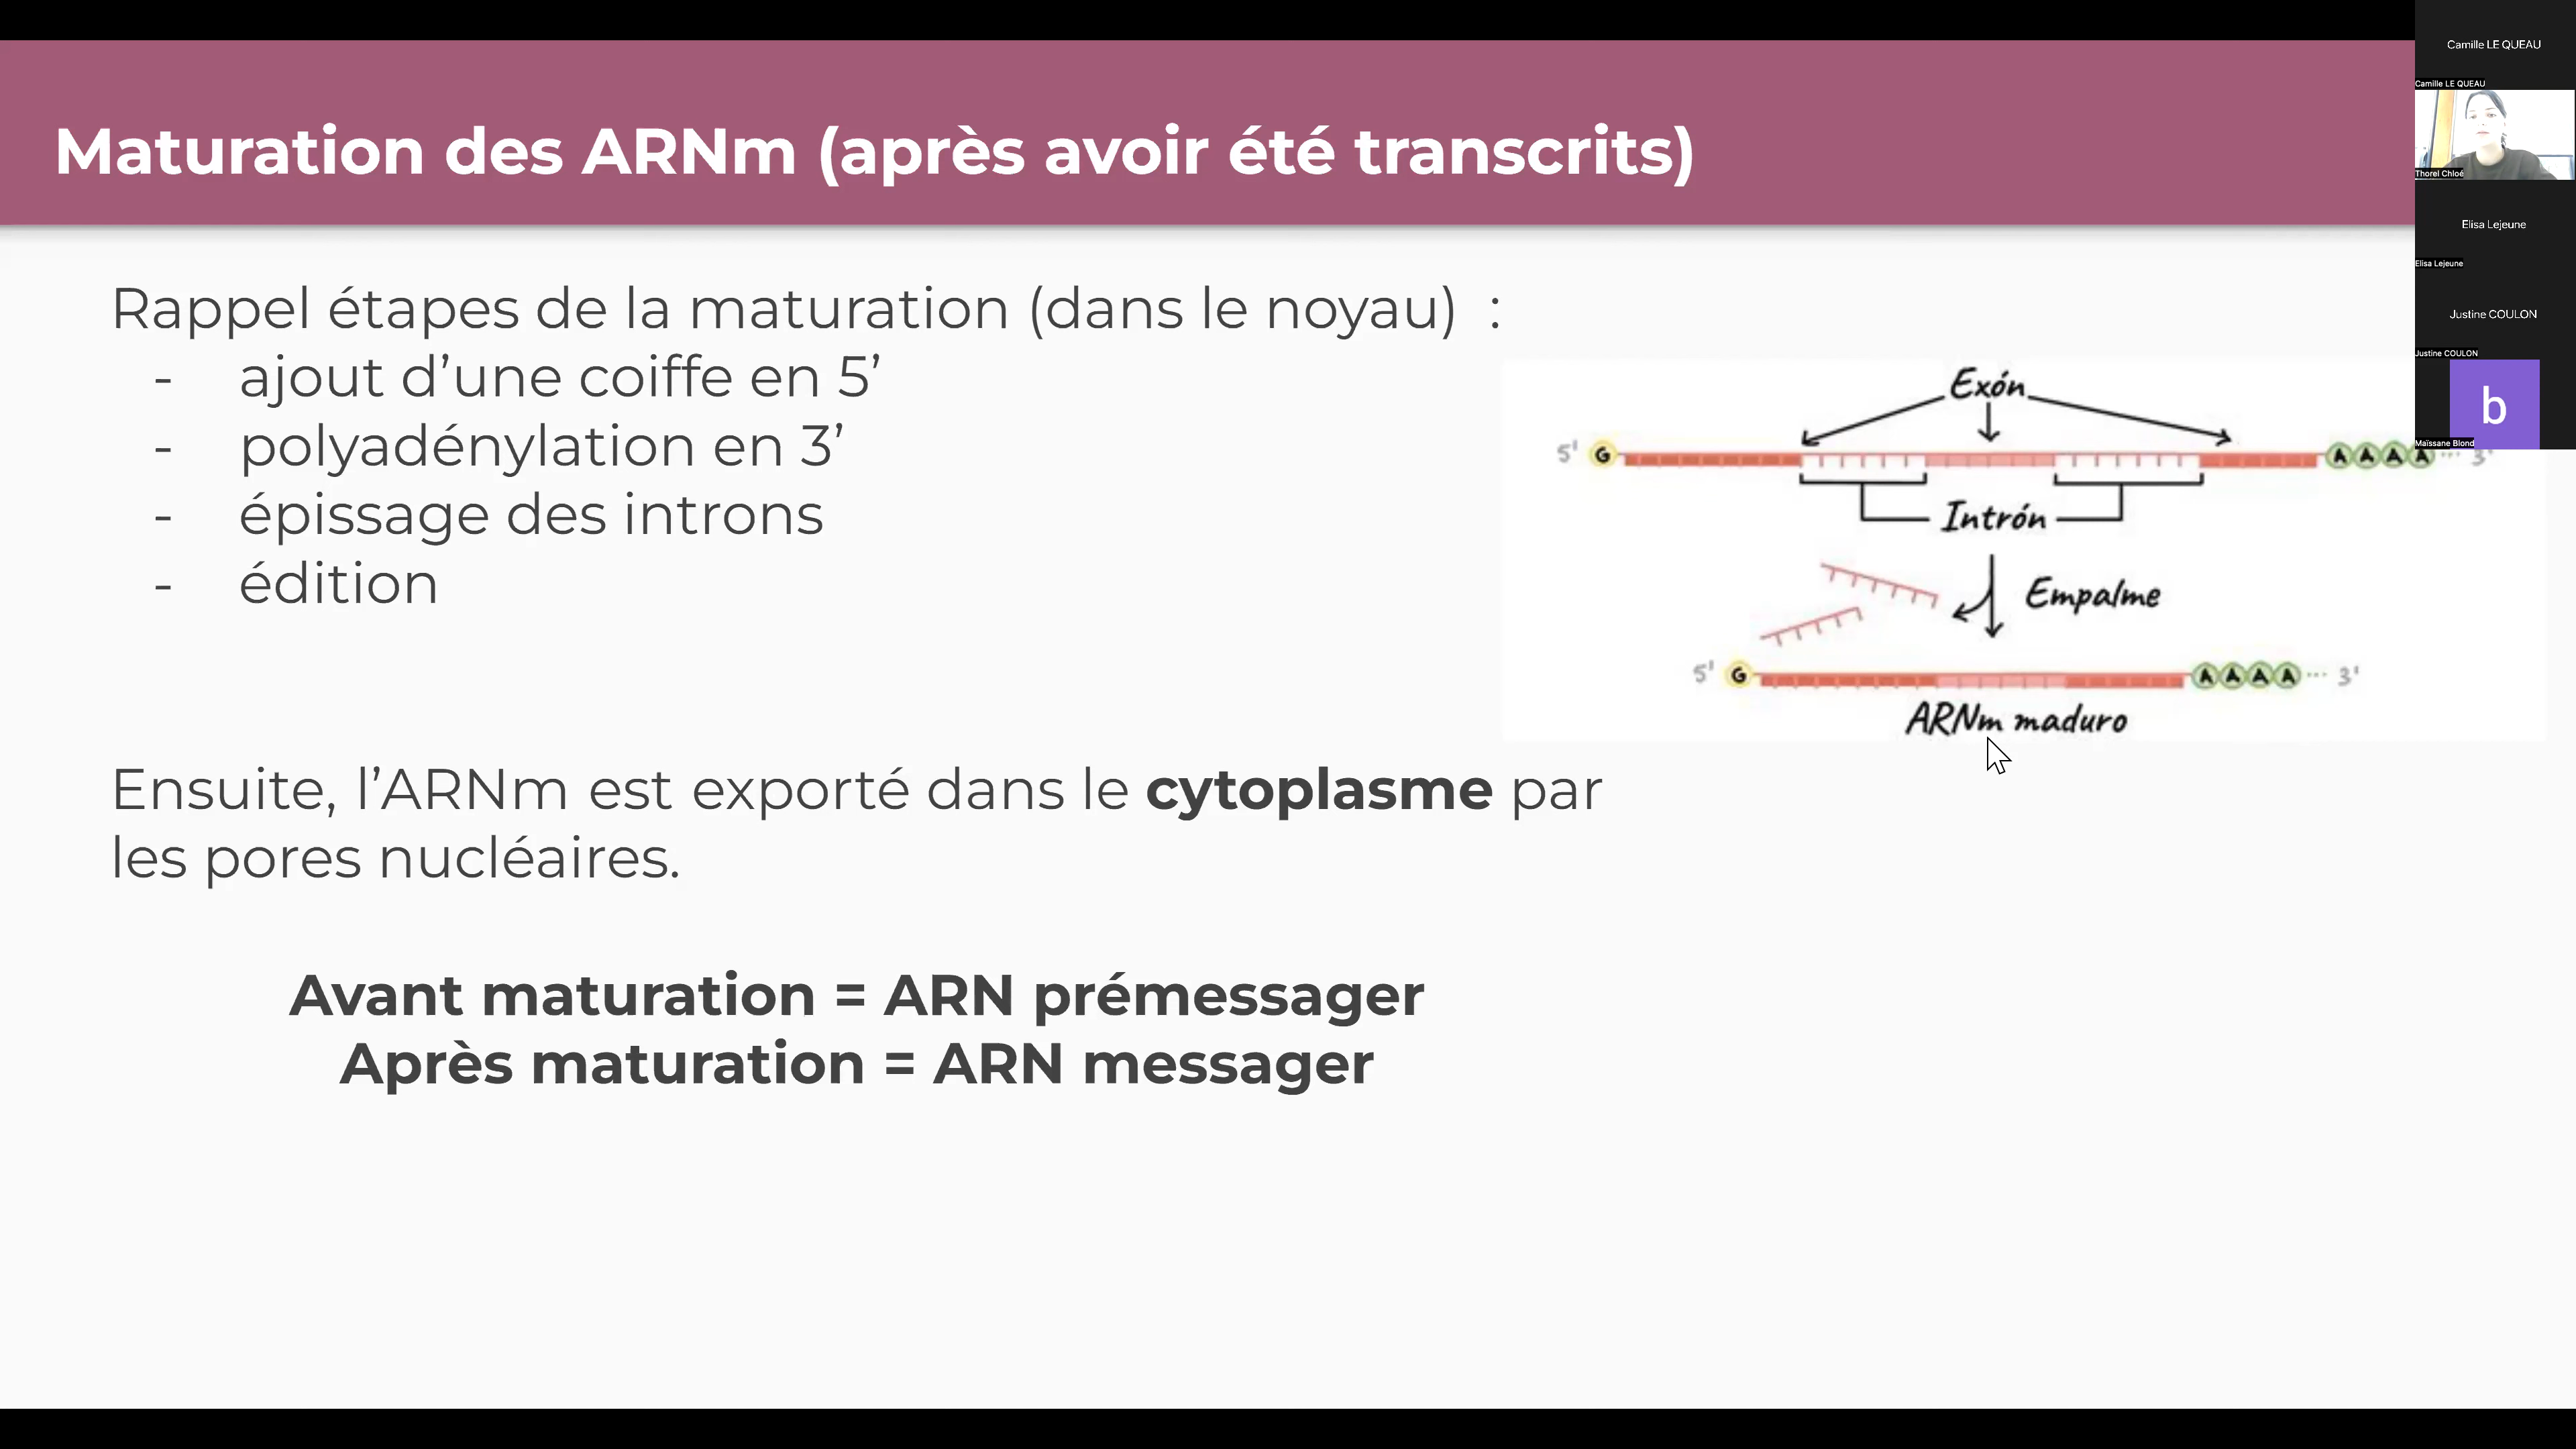 Maturation des ARNm (après avoir été transcrits)
Rappel étapes de la maturation (dans le noyau) :
- ajout d’une coiffe en 5’
- polyadénylation en 3’
- épissage des introns
- édition
Ensuite, l’ARNm est exporté dans le cytoplasme par
les pores nucléaires.
Avant maturation = ARN prémessager
Après maturation = ARN messager
Exón
5' G A A A A ... 3'
Intrón
Empalme
5' G A A A A ... 3'
ARNm maduro
Camille LE QUEAU
Camille LE QUEAU
Thorel Chloé
Elisa Lejeune
Elisa Lejeune
Justine COULON
Justine COULON
b
Maïssane Blond